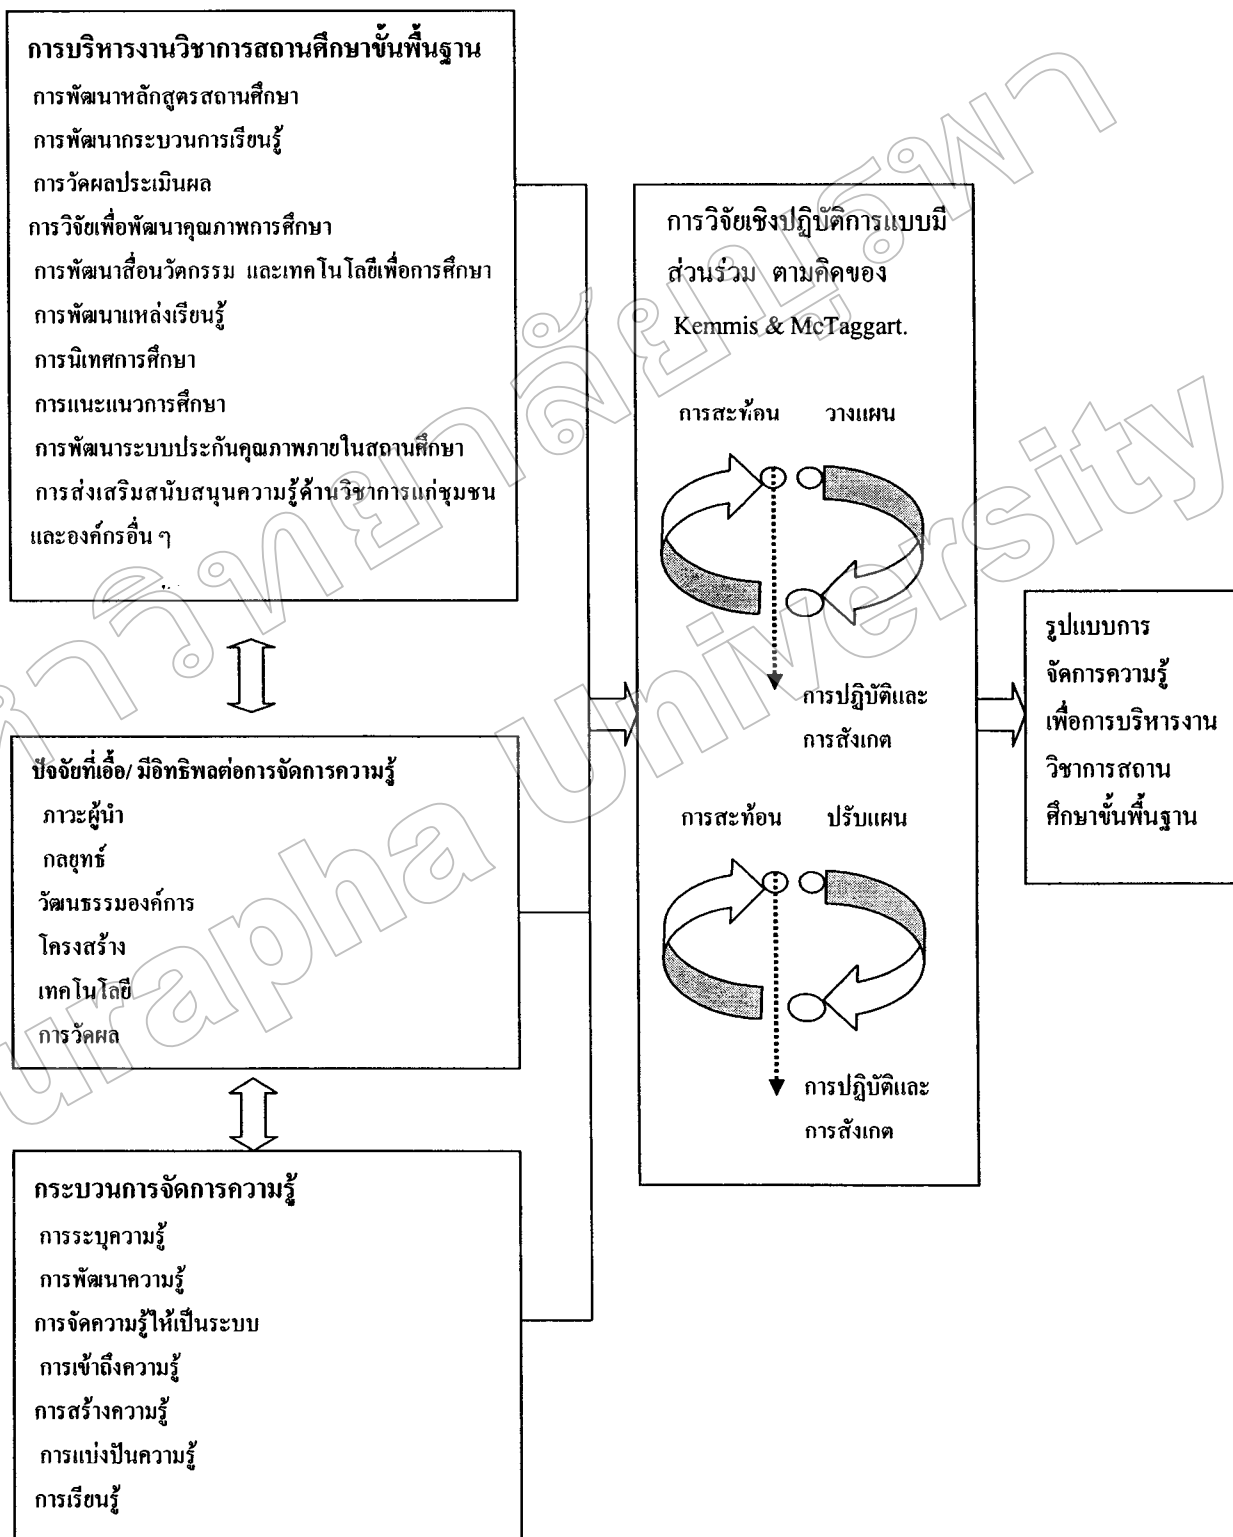 การบริหารงานวิชาการสถานศึกษาขั้นพื้นฐาน
การพัฒนาหลักสูตรสถานศึกษา
การพัฒนากระบวนการเรียนรู้
การวัดผลประเมินผล
การวิจัยเพื่อพัฒนาคุณภาพการศึกษา
การพัฒนาสื่อนวัตกรรม และเทคโนโลยีเพื่อการศึกษา
การพัฒนาแหล่งเรียนรู้
การนิเทศการศึกษา
การแนะแนวการศึกษา
การพัฒนาระบบประกันคุณภาพภายในสถานศึกษา
การส่งเสริมสนับสนุนความรู้ด้านวิชาการแก่ชุมชน
และองค์กรอื่น ๆ
ปัจจัยที่เอื้อ/ มีอิทธิพลต่อการจัดการความรู้
ภาวะผู้นำ
กลยุทธ์
วัฒนธรรมองค์การ
โครงสร้าง
เทคโนโลยี
การวัดผล
กระบวนการจัดการความรู้
การระบุความรู้
การพัฒนาความรู้
การจัดความรู้ให้เป็นระบบ
การเข้าถึงความรู้
การสร้างความรู้
การแบ่งปันความรู้
การเรียนรู้
การวิจัยเชิงปฏิบัติการแบบมี
ส่วนร่วม ตามคิดของ
Kemmis & McTaggart.
การสะท้อน วางแผน
การปฏิบัติและ
การสังเกต
การสะท้อน ปรับแผน
การปฏิบัติและ
การสังเกต
รูปแบบการ
จัดการความรู้
เพื่อการบริหารงาน
วิชาการสถาน
ศึกษาขั้นพื้นฐาน
หาวิทยาลัยบูรพา
urapha University